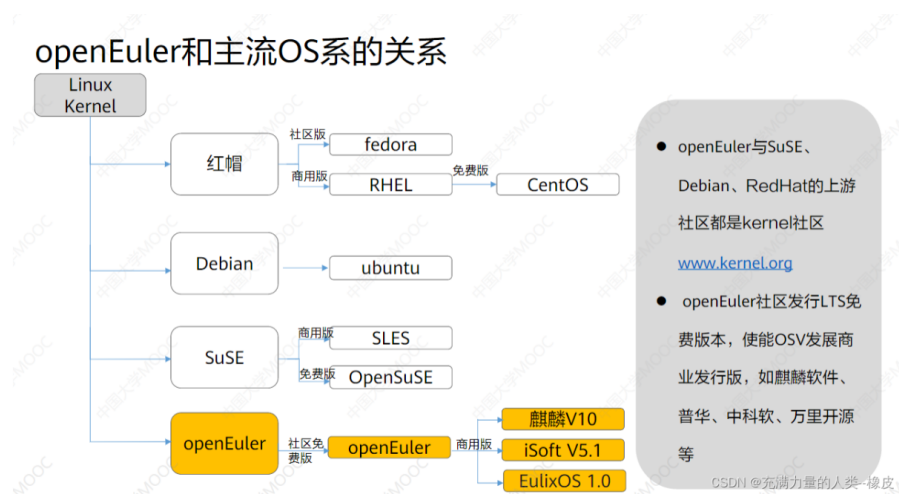 openEuler和主流OS系的关系
Linux
Kernel
红帽
社区版
fedora
商用版
RHEL
免费版
CentOS
Debian
ubuntu
SuSE
商用版
SLES
免费版
OpenSuSE
openEuler
社区免
费版
openEuler
商用版
麒麟V10
iSoft V5.1
EulixOS 1.0
● openEuler与SuSE、
Debian、RedHat的上游
社区都是kernel社区
www.kernel.org
● openEuler社区发行LTS免
费版本，使能OSV发展商
业发行版，如麒麟软件、
普华、中科软、万里开源
等
中国大学MOOC
CSDN @充满力量的人类--橡皮